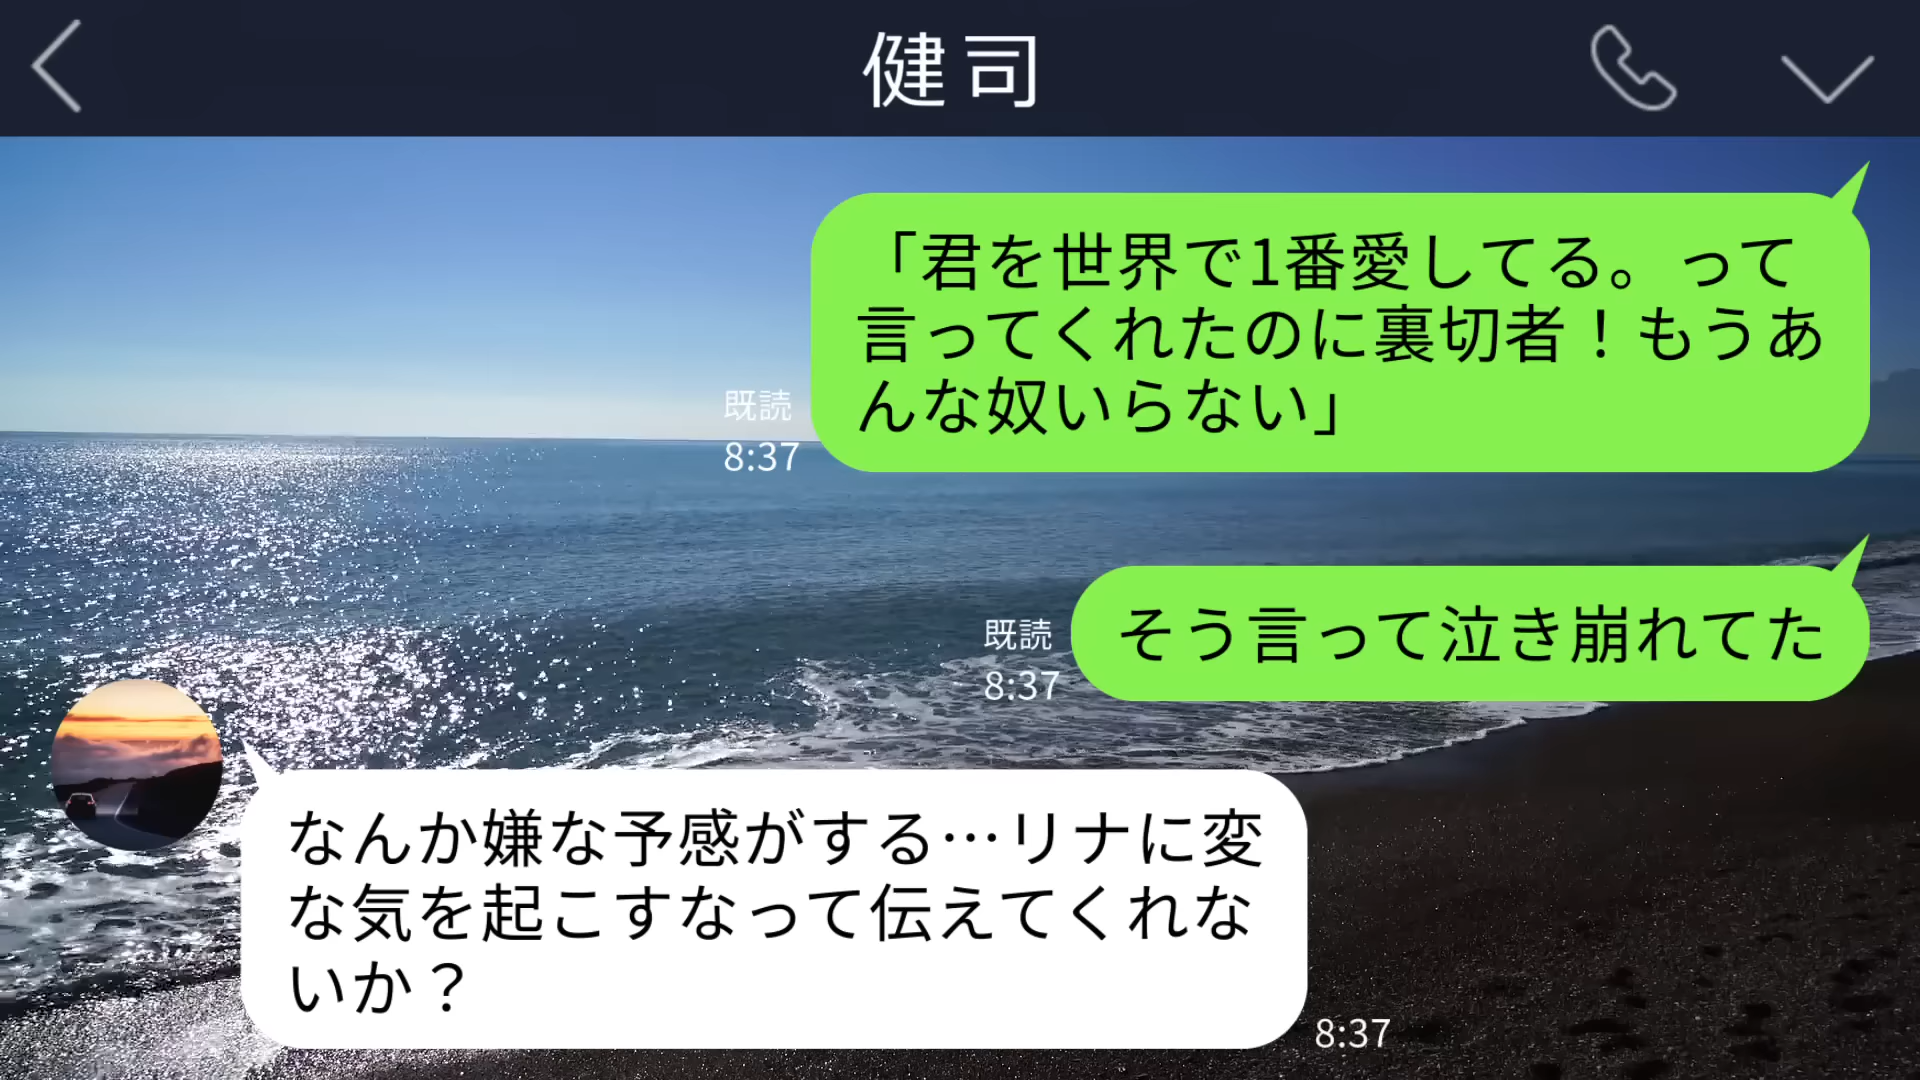 健司
「君を世界で1番愛してる。って
言ってくれたのに裏切者！もうあ
んな奴いらない」
既読
8:37
そう言って泣き崩れてた
既読
8:37
なんか嫌な予感がする…リナに変
な気を起こすなって伝えてくれな
いか？
8:37